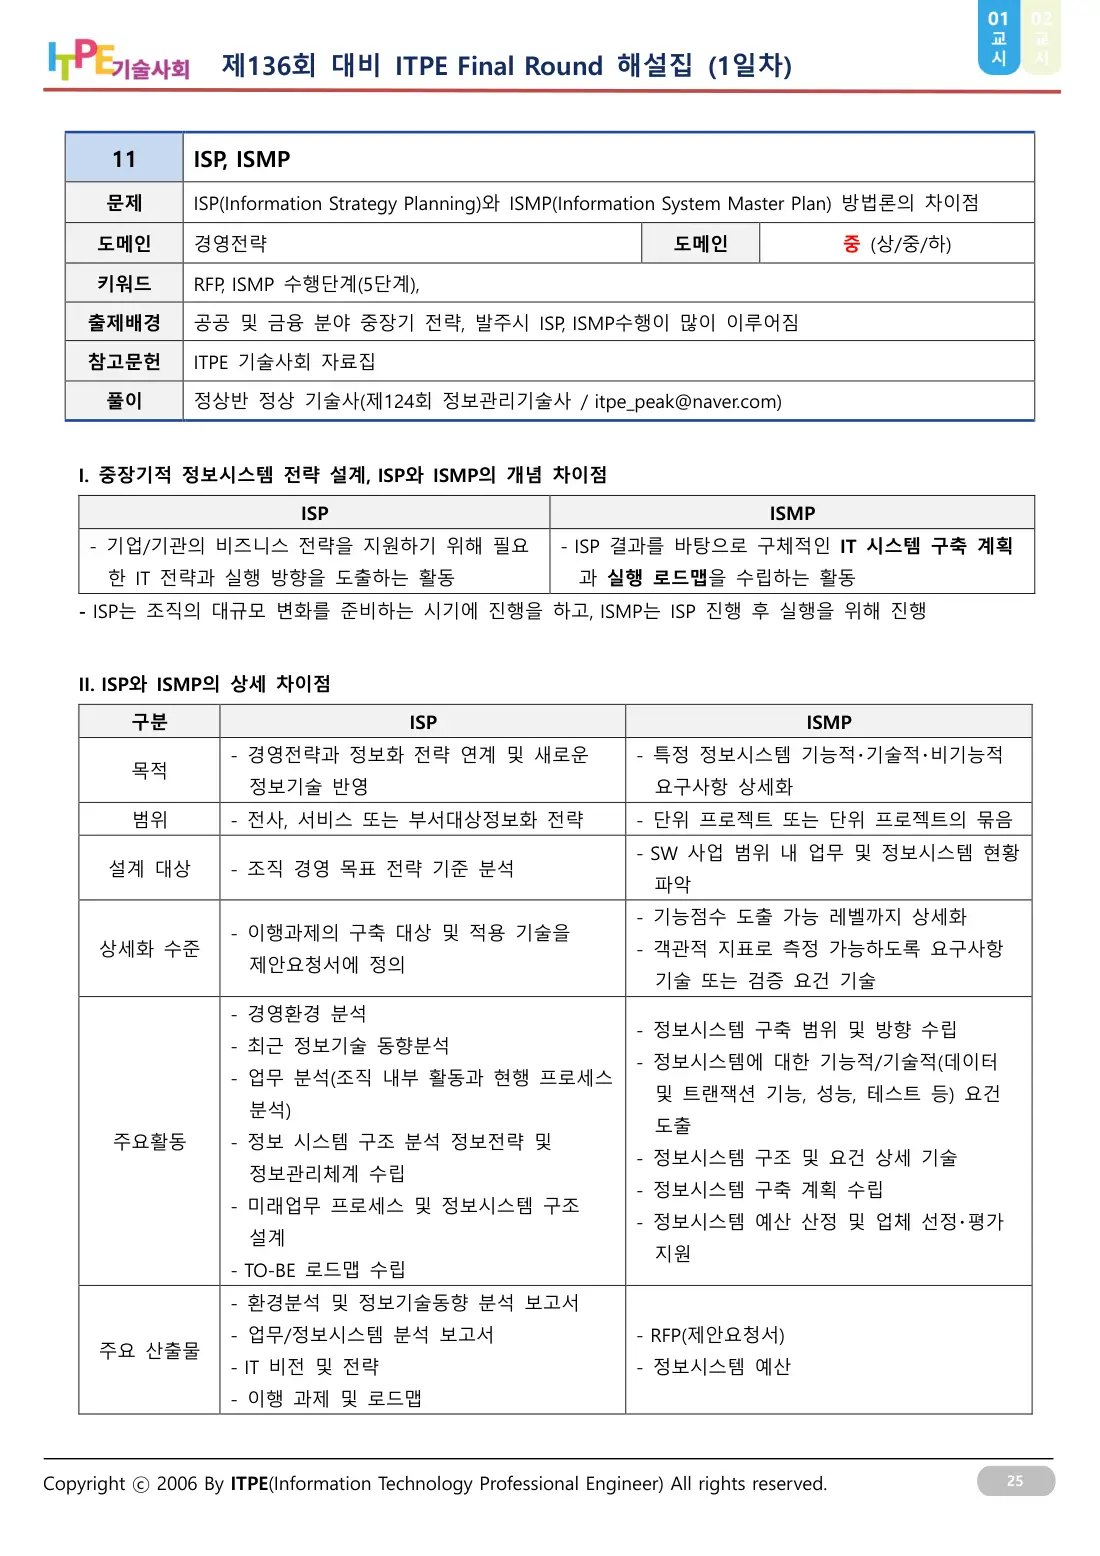 ITPE기술사회 제136회 대비 ITPE Final Round 해설집 (1일차)
01 교시
02 교시
11 ISP, ISMP
문제 ISP(Information Strategy Planning)와 ISMP(Information System Master Plan) 방법론의 차이점
도메인 경영전략 도메인 중 (상/중/하)
키워드 RFP, ISMP 수행단계(5단계),
출제배경 공공 및 금융 분야 중장기 전략, 발주시 ISP, ISMP수행이 많이 이루어짐
참고문헌 ITPE 기술사회 자료집
풀이 정상반 정상 기술사(제124회 정보관리기술사 / itpe_peak@naver.com)
I. 중장기적 정보시스템 전략 설계, ISP와 ISMP의 개념 차이점
ISP ISMP
- 기업/기관의 비즈니스 전략을 지원하기 위해 필요
한 IT 전략과 실행 방향을 도출하는 활동
- ISP 결과를 바탕으로 구체적인 IT 시스템 구축 계획
과 실행 로드맵을 수립하는 활동
- ISP는 조직의 대규모 변화를 준비하는 시기에 진행을 하고, ISMP는 ISP 진행 후 실행을 위해 진행
II. ISP와 ISMP의 상세 차이점
구분 ISP ISMP
목적
- 경영전략과 정보화 전략 연계 및 새로운
정보기술 반영
- 특정 정보시스템 기능적·기술적·비기능적
요구사항 상세화
범위 - 전사, 서비스 또는 부서대상정보화 전략 - 단위 프로젝트 또는 단위 프로젝트의 묶음
설계 대상 - 조직 경영 목표 전략 기준 분석
- SW 사업 범위 내 업무 및 정보시스템 현황
파악
상세화 수준
- 이행과제의 구축 대상 및 적용 기술을
제안요청서에 정의
- 기능점수 도출 가능 레벨까지 상세화
- 객관적 지표로 측정 가능하도록 요구사항
기술 또는 검증 요건 기술
주요활동
- 경영환경 분석
- 최근 정보기술 동향분석
- 업무 분석(조직 내부 활동과 현행 프로세스
분석)
- 정보 시스템 구조 분석 정보전략 및
정보관리체계 수립
- 미래업무 프로세스 및 정보시스템 구조
설계
- TO-BE 로드맵 수립
- 정보시스템 구축 범위 및 방향 수립
- 정보시스템에 대한 기능적/기술적(데이터
및 트랜잭션 기능, 성능, 테스트 등) 요건
도출
- 정보시스템 구조 및 요건 상세 기술
- 정보시스템 구축 계획 수립
- 정보시스템 예산 산정 및 업체 선정·평가
지원
주요 산출물
- 환경분석 및 정보기술동향 분석 보고서
- 업무/정보시스템 분석 보고서
- IT 비전 및 전략
- 이행 과제 및 로드맵
- RFP(제안요청서)
- 정보시스템 예산
Copyright ⓒ 2006 By ITPE(Information Technology Professional Engineer) All rights reserved.
25